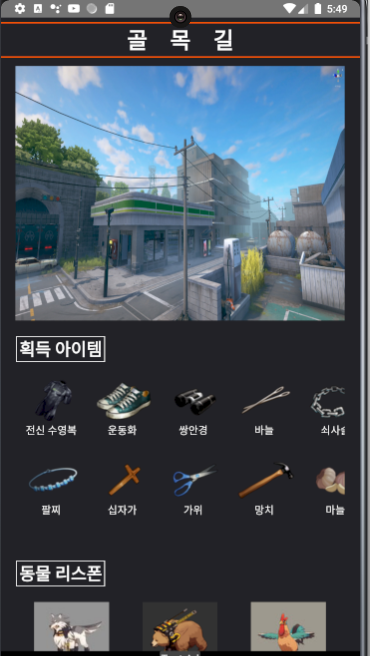 5:49
골 목 길
획득 아이템
전신 수영복 운동화 쌍안경 바늘 쇠사슬
팔찌 십자가 가위 망치 마늘
동물 리스폰